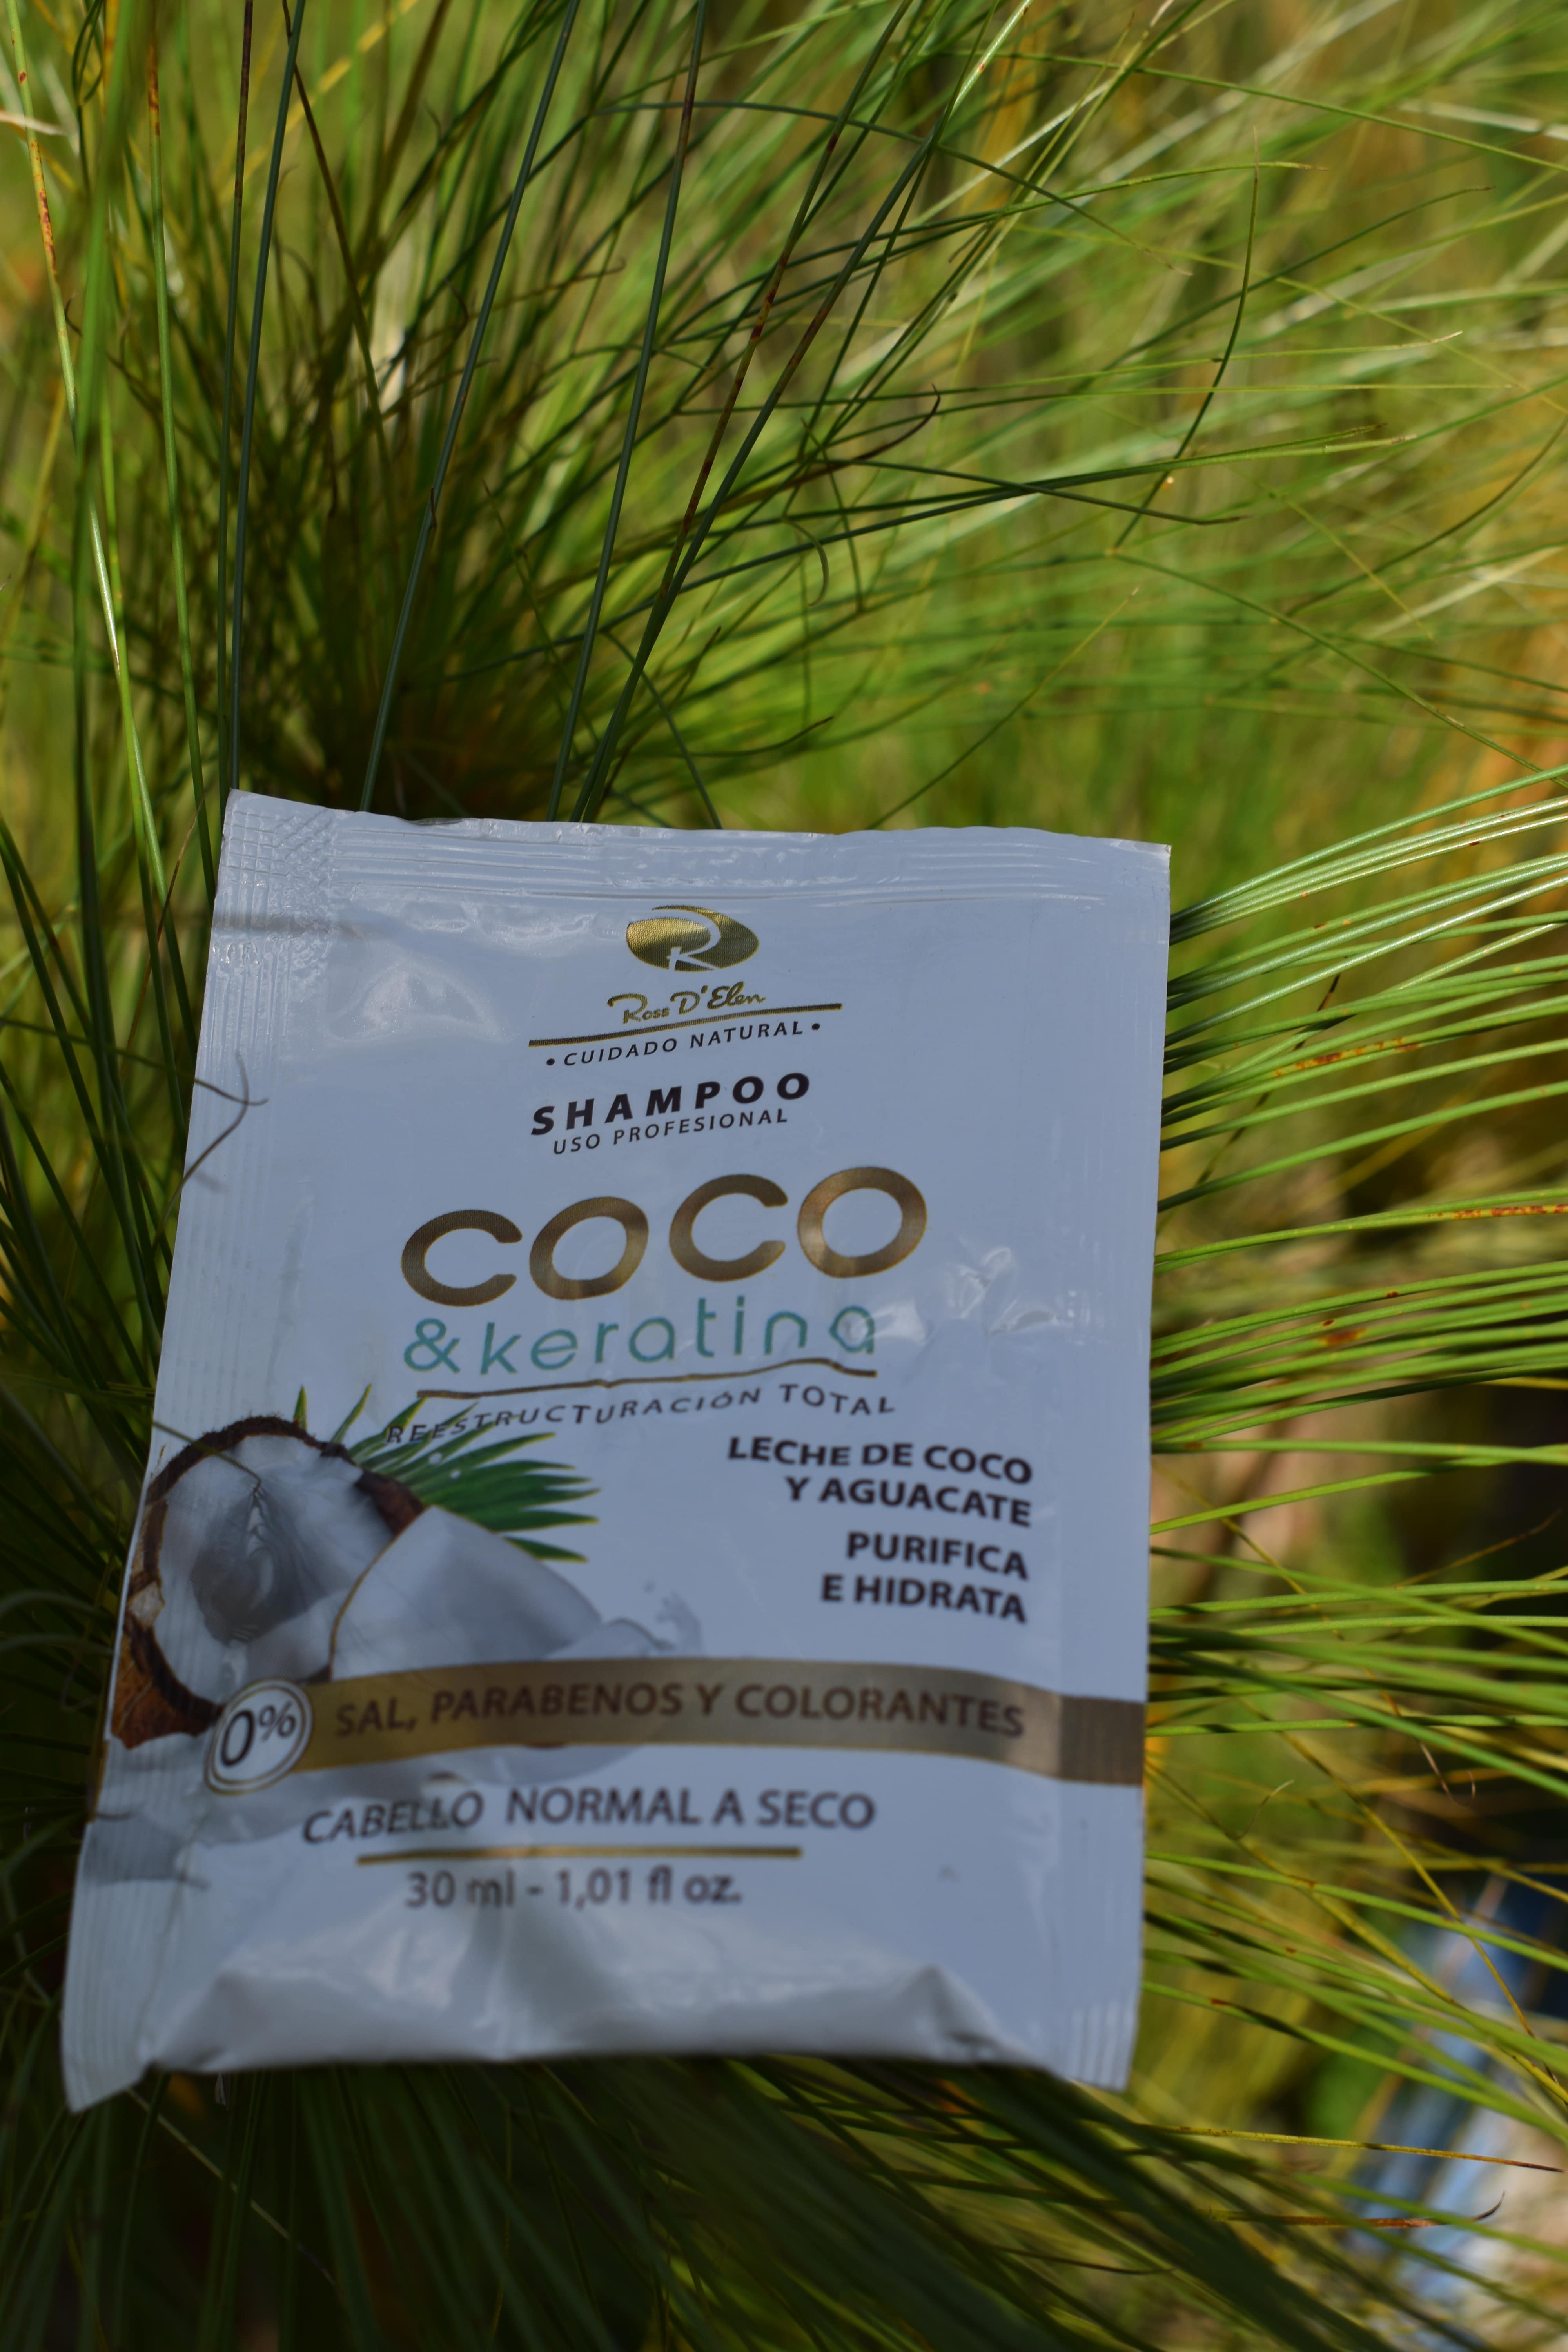 R
Ross D'Elen
• CUIDADO NATURAL •
SHAMPOO
USO PROFESIONAL
COCO
& keratina
REESTRUCTURACIÓN TOTAL
LECHE DE COCO
Y AGUACATE
PURIFICA
E HIDRATA
0% SAL, PARABENOS Y COLORANTES
CABELLO NORMAL A SECO
30 ml - 1,01 fl oz.